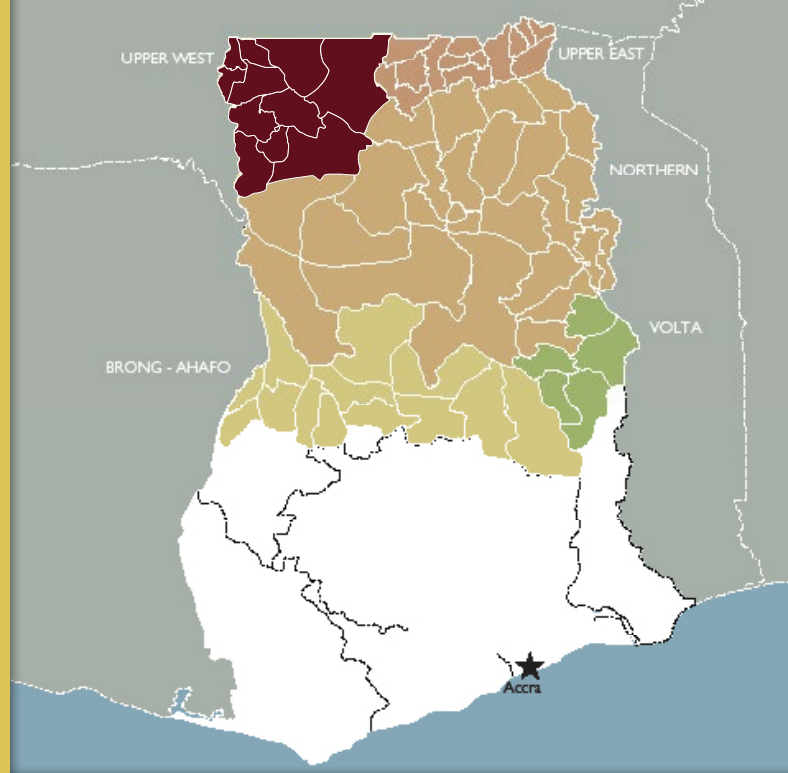 UPPER WEST
UPPER EAST
NORTHERN
VOLTA
BRONG - AHAFO
Accra